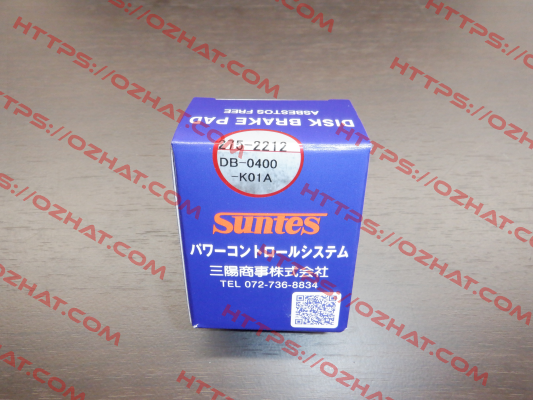 DISK BRAKE PAD
ASBESTOS FREE
275-2212
DB-0400
-K01A
Suntes
パワーコントロールシステム
三陽商事株式会社
TEL 072-736-8834
HTTPS://OZHAT.COM